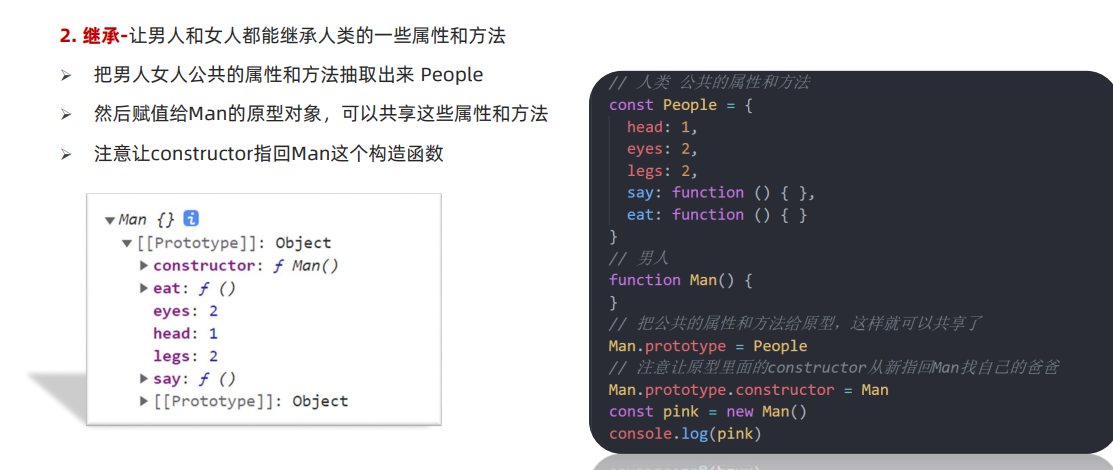 2. 继承-让男人和女人都能继承人类的一些属性和方法
➢ 把男人女人公共的属性和方法抽取出来 People
➢ 然后赋值给Man的原型对象，可以共享这些属性和方法
➢ 注意让constructor指回Man这个构造函数
▼Man {} i
▼[[Prototype]]: Object
▶constructor: ƒ Man()
▶eat: ƒ ()
eyes: 2
head: 1
legs: 2
▶say: ƒ ()
▶[[Prototype]]: Object
// 人类 公共的属性和方法
const People = {
head: 1,
eyes: 2,
legs: 2,
say: function () { },
eat: function () { }
}
// 男人
function Man() {
}
// 把公共的属性和方法给原型，这样就可以共享了
Man.prototype = People
// 注意让原型里面的constructor从新指回Man找自己的爸爸
Man.prototype.constructor = Man
const pink = new Man()
console.log(pink)